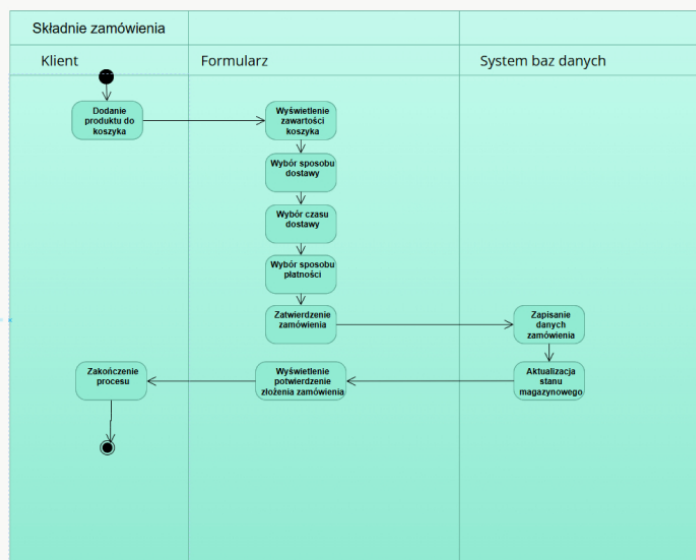 Składnie zamówienia
Klient
Formularz
System baz danych
Dodanie
produktu do
koszyka
Wyświetlenie
zawartości
koszyka
Wybór sposobu
dostawy
Wybór czasu
dostawy
Wybór sposobu
płatności
Zatwierdzenie
zamówienia
Zapisanie
danych
zamówienia
Zakończenie
procesu
Wyświetlenie
potwierdzenie
złożenia zamówienia
Aktualizacja
stanu
magazynowego